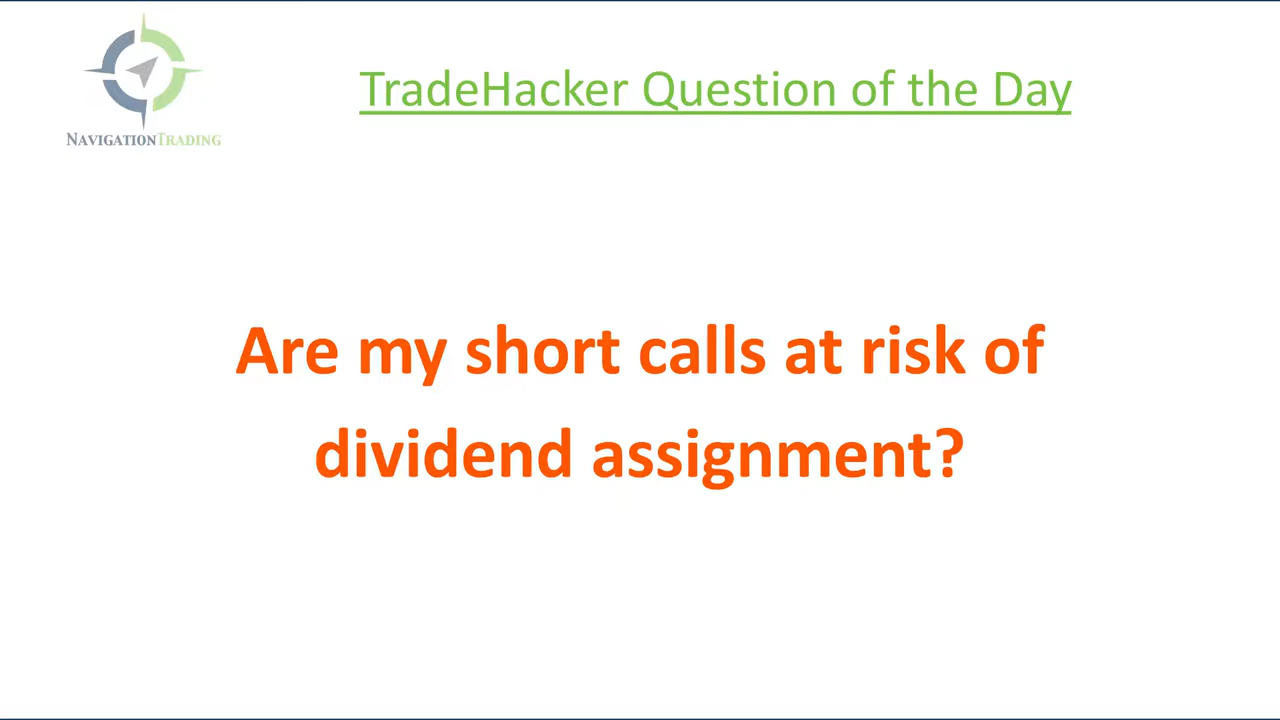 NAVIGATIONTRADING
TradeHacker Question of the Day
Are my short calls at risk of
dividend assignment?